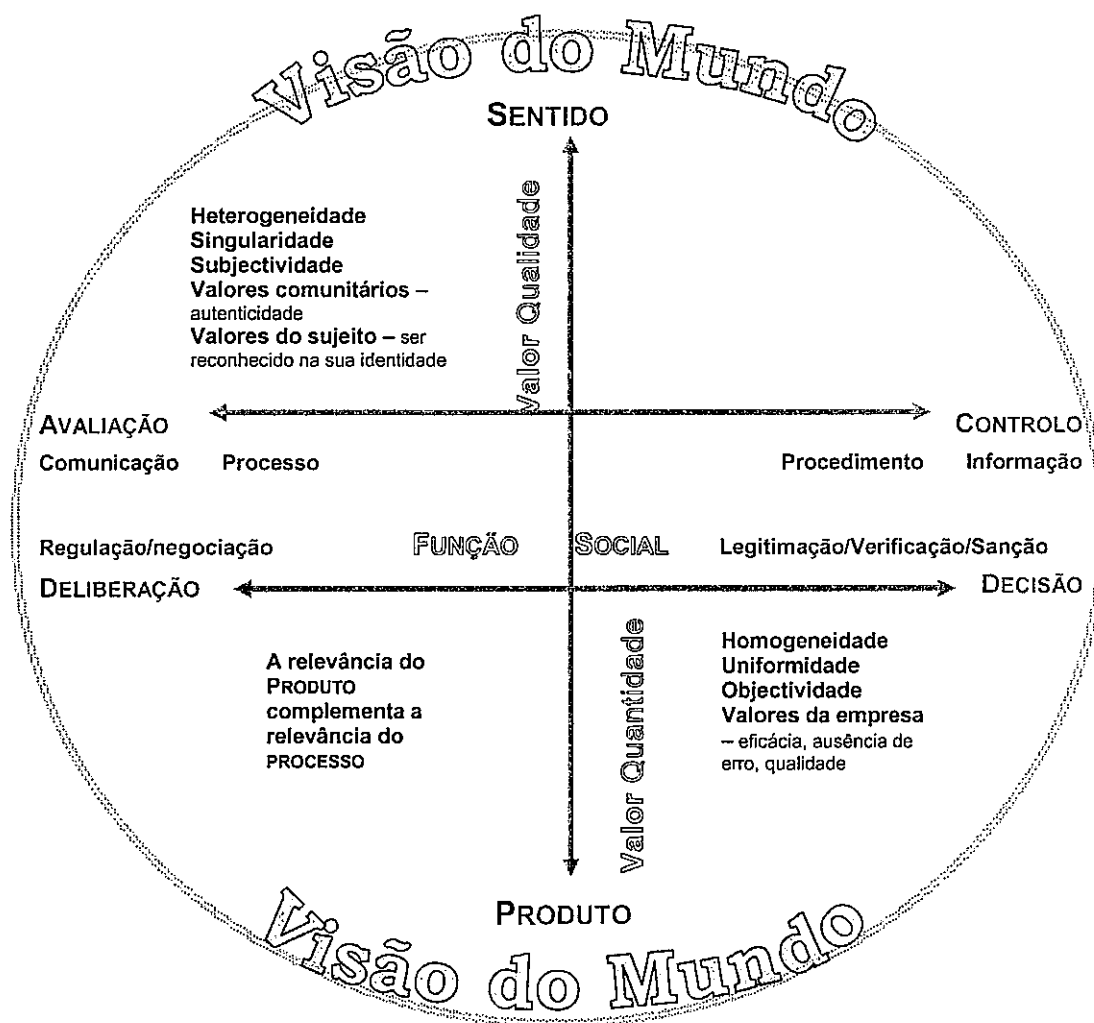 Visão do Mundo
SENTIDO
Valor Qualidade
Heterogeneidade
Singularidade
Subjectividade
Valores comunitários –
autenticidade
Valores do sujeito – ser
reconhecido na sua identidade
AVALIAÇÃO
CONTROLO
Comunicação Processo
Procedimento Informação
Regulação/negociação
FUNÇÃO SOCIAL
Legitimação/Verificação/Sanção
DELIBERAÇÃO
DECISÃO
A relevância do
PRODUTO
complementa a
relevância do
PROCESSO
Valor Quantidade
Homogeneidade
Uniformidade
Objectividade
Valores da empresa
– eficácia, ausência de
erro, qualidade
PRODUTO
Visão do Mundo